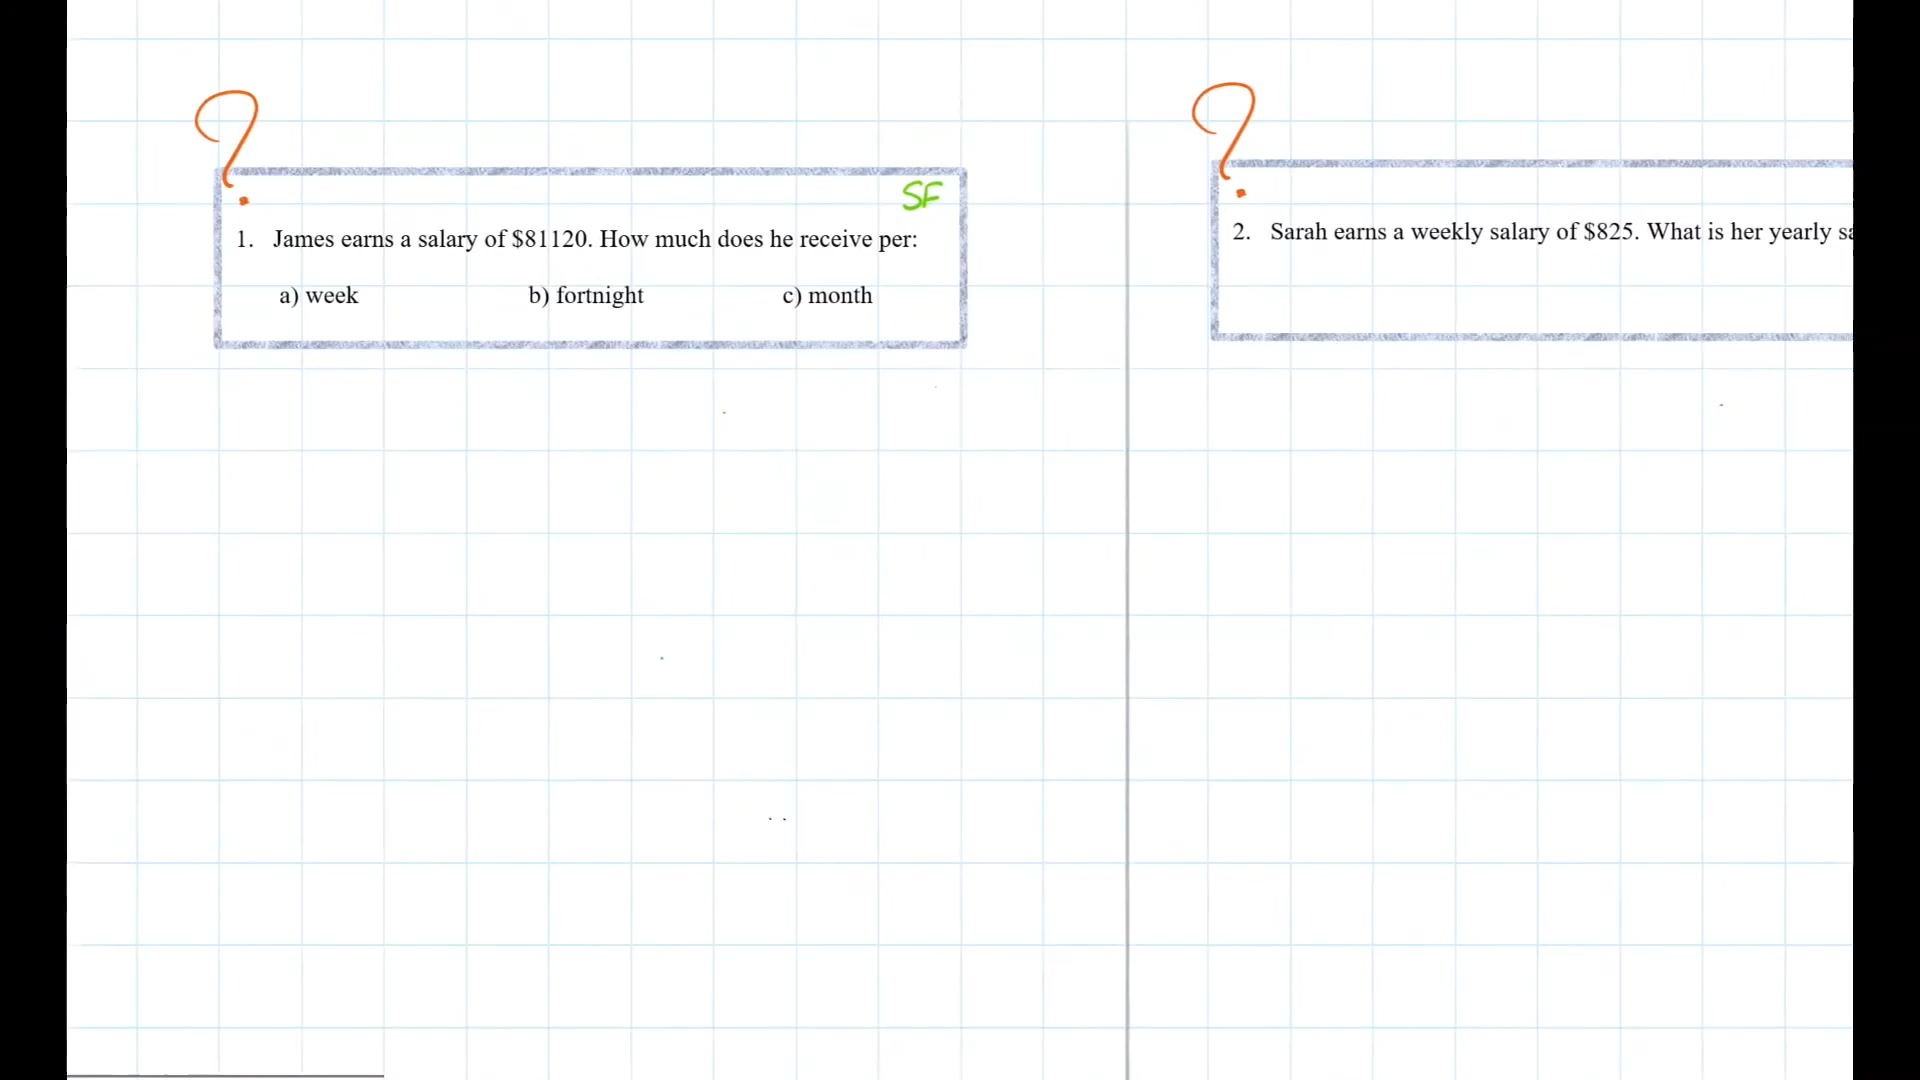 SF
1. James earns a salary of $81120. How much does he receive per:
a) week b) fortnight c) month
2. Sarah earns a weekly salary of $825. What is her yearly